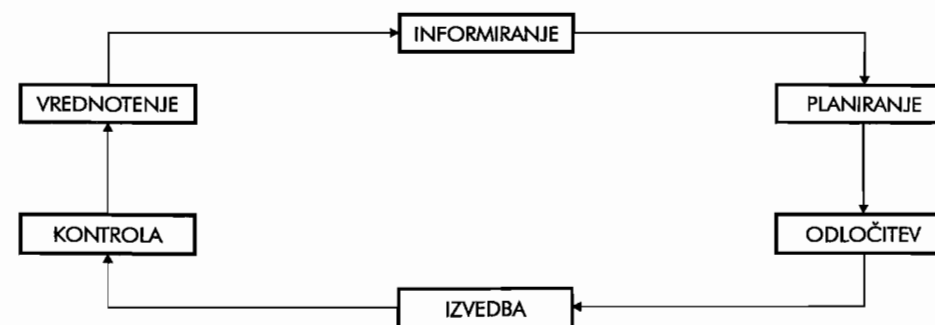 INFORMIRANJE
PLANIRANJE
ODLOČITEV
IZVEDBA
KONTROLA
VREDNOTENJE